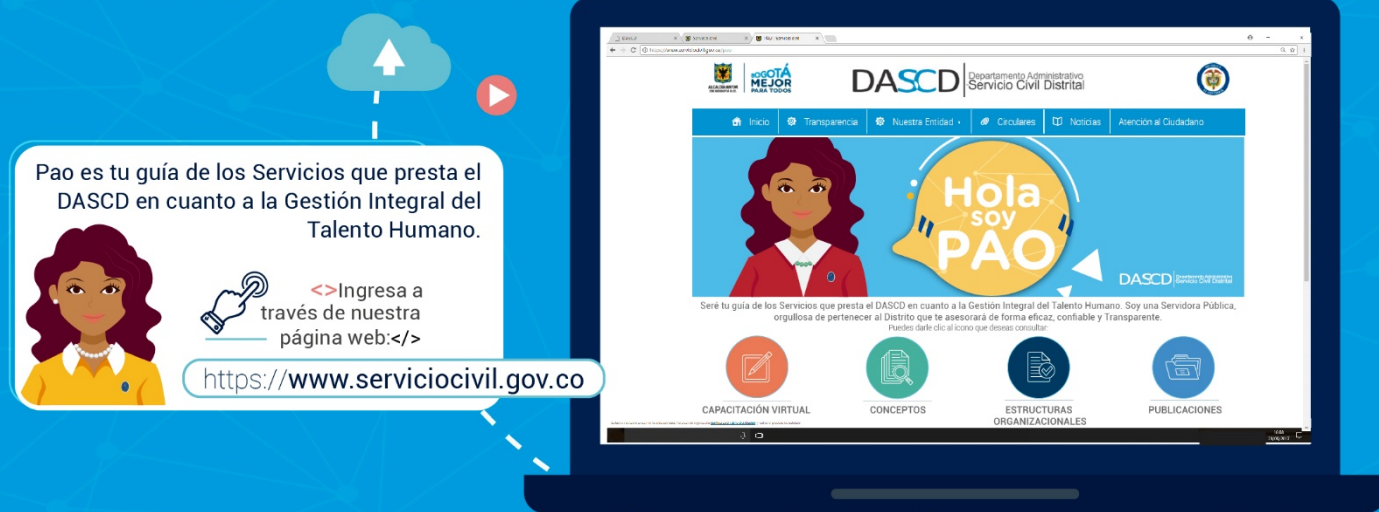 Pao es tu guía de los Servicios que presta el
DASCD en cuanto a la Gestión Integral del
Talento Humano.
<>Ingresa a
través de nuestra
página web:</>
https://www.serviciocivil.gov.co
BOGOTÁ
MEJOR
PARA TODOS
DASCD
Departamento Administrativo
Servicio Civil Distrital
Inicio
Transparencia
Nuestra Entidad
Circulares
Noticias
Atención al Ciudadano
Hola
soy
PAO
DASCD
Departamento Administrativo
Servicio Civil Distrital
Seré tu guía de los Servicios que presta el DASCD en cuanto a la Gestión Integral del Talento Humano. Soy una Servidora Pública,
orgullosa de pertenecer al Distrito que te asesorará de forma eficaz, confiable y Transparente.
Puedes darle clic al ícono que deseas consultar:
CAPACITACIÓN VIRTUAL
CONCEPTOS
ESTRUCTURAS
ORGANIZACIONALES
PUBLICACIONES